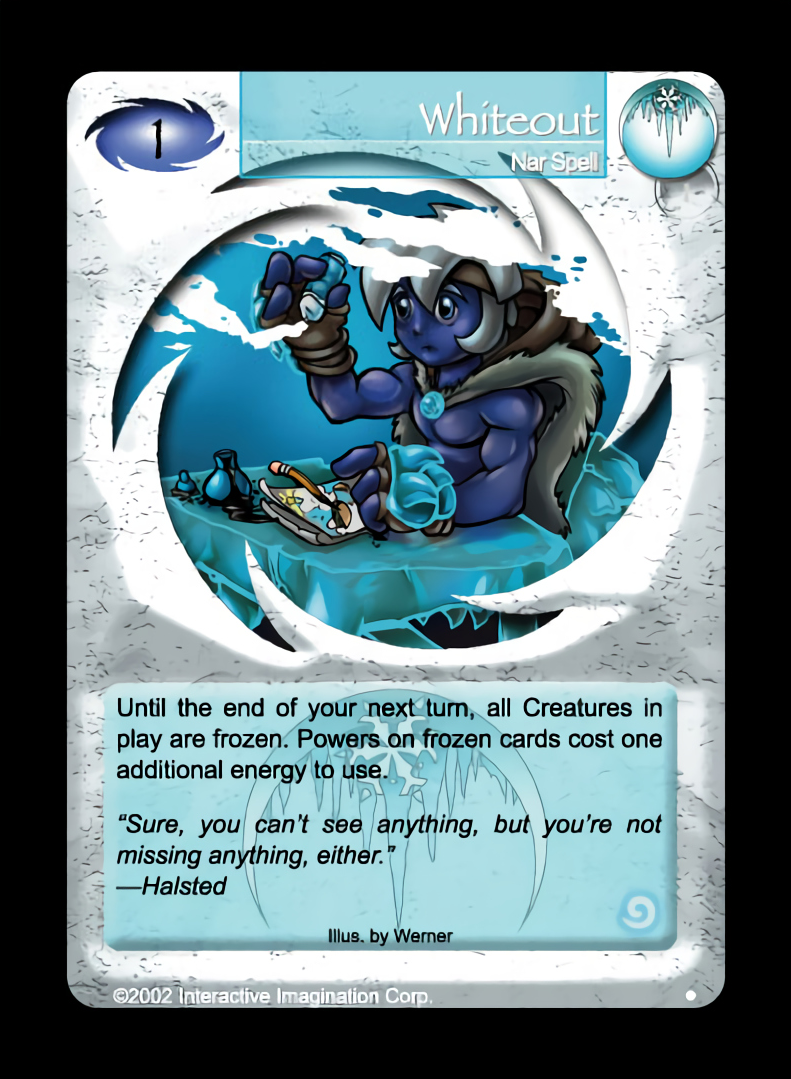 1
Whiteout
Nar Spell
Until the end of your next turn, all Creatures in
play are frozen. Powers on frozen cards cost one
additional energy to use.
“Sure, you can’t see anything, but you’re not
missing anything, either.”
—Halsted
Illus. by Werner
©2002 Interactive Imagination Corp.